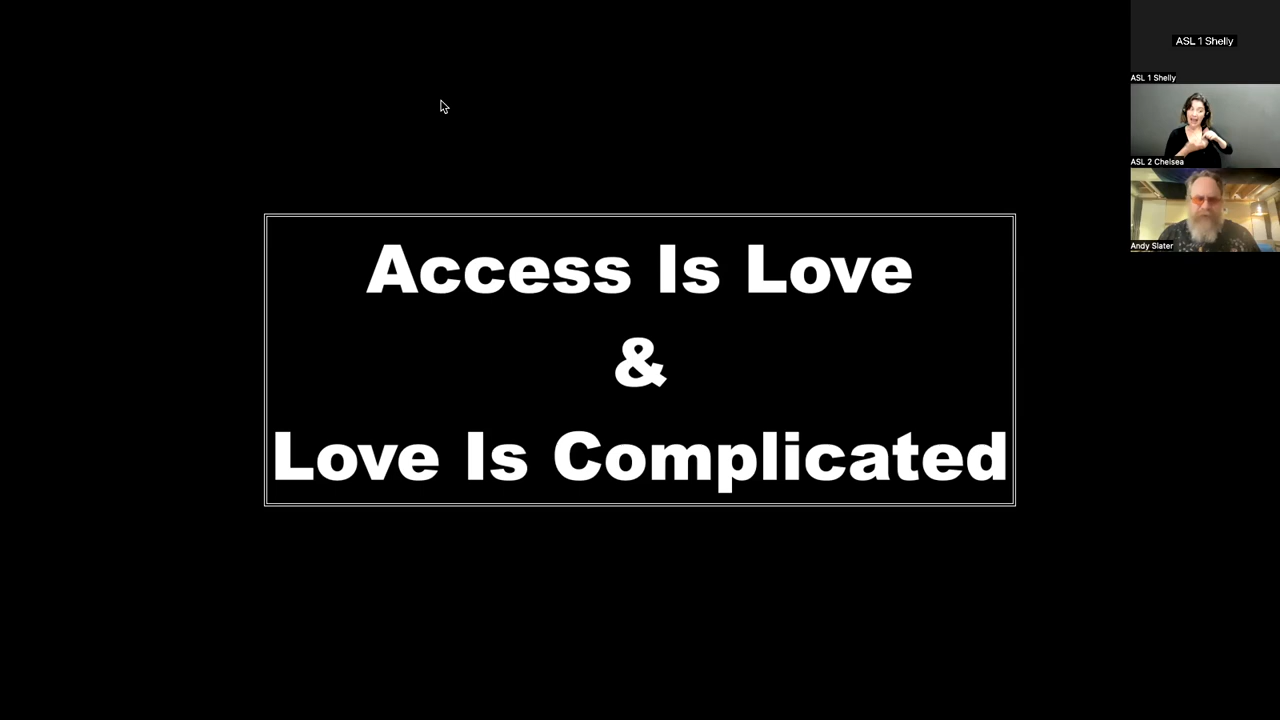 Access Is Love
&
Love Is Complicated
ASL 1 Shelly
ASL 1 Shelly
ASL 2 Chelsea
Andy Slater